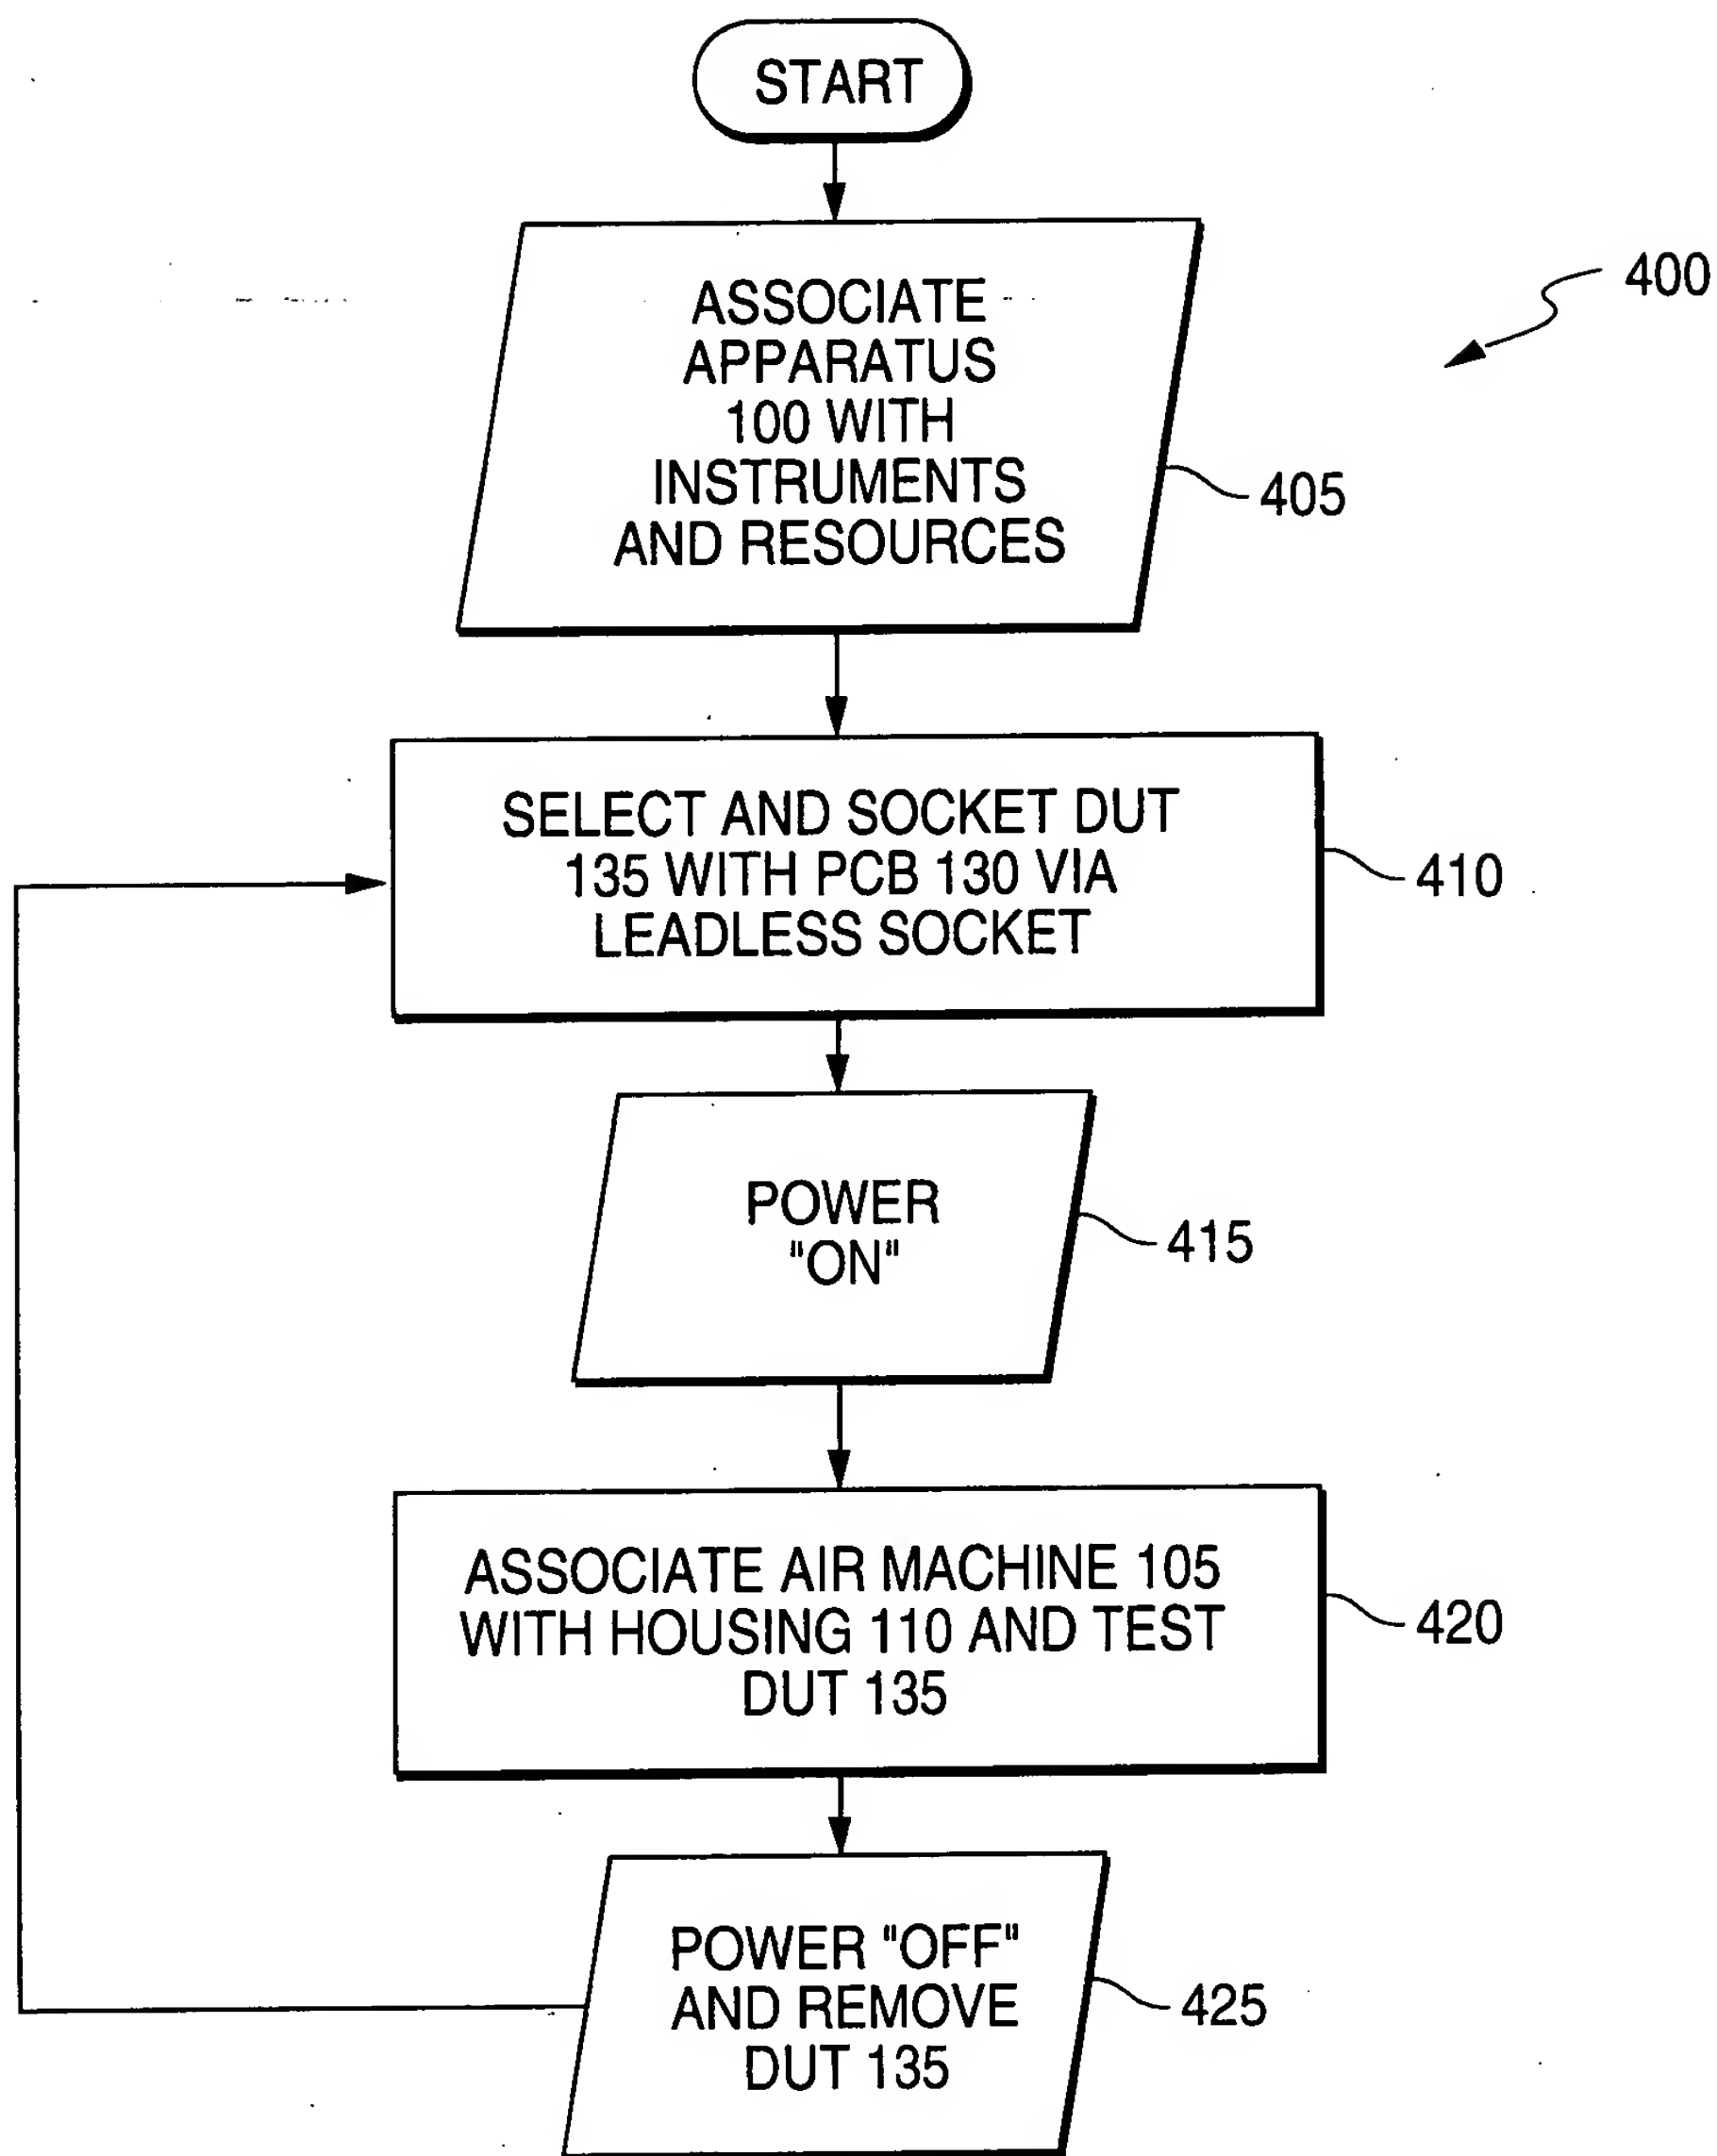 START
400
ASSOCIATE
APPARATUS
100 WITH
INSTRUMENTS
AND RESOURCES
405
SELECT AND SOCKET DUT
135 WITH PCB 130 VIA
LEADLESS SOCKET
410
POWER
"ON"
415
ASSOCIATE AIR MACHINE 105
WITH HOUSING 110 AND TEST
DUT 135
420
POWER "OFF"
AND REMOVE
DUT 135
425